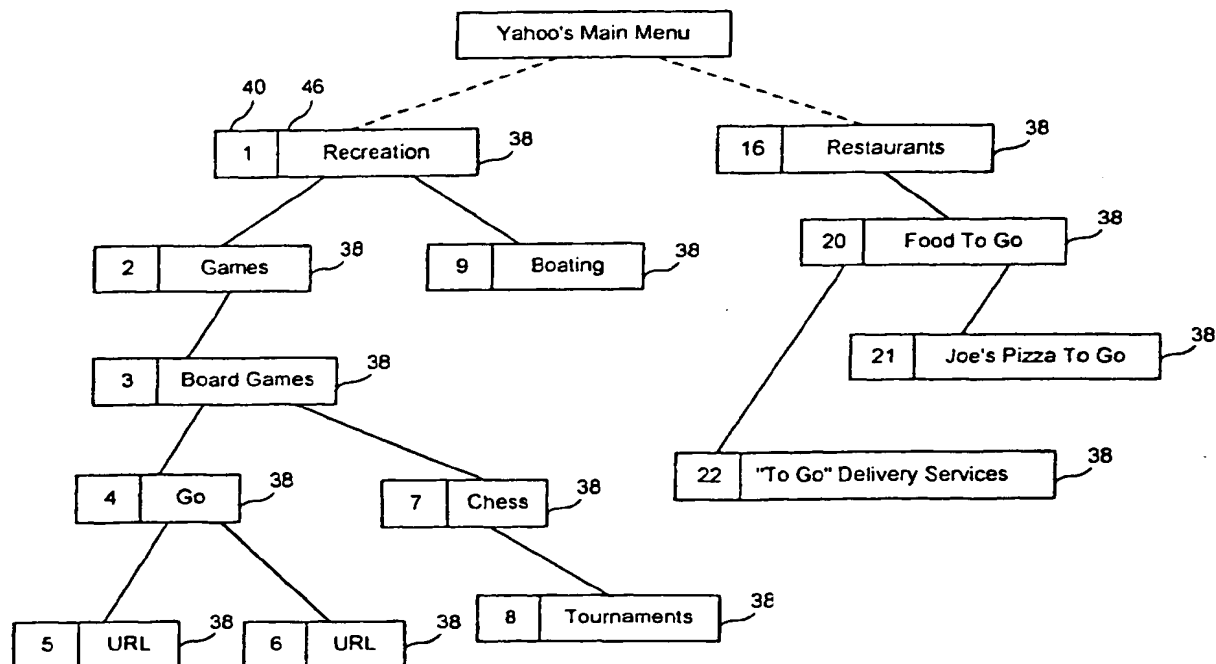 Yahoo's Main Menu
40 46
1 Recreation 38
16 Restaurants 38
20 Food To Go 38
2 Games 38
9 Boating 38
21 Joe's Pizza To Go 38
3 Board Games 38
22 "To Go" Delivery Services 38
4 Go 38
7 Chess 38
8 Tournaments 38
5 URL 38
6 URL 38